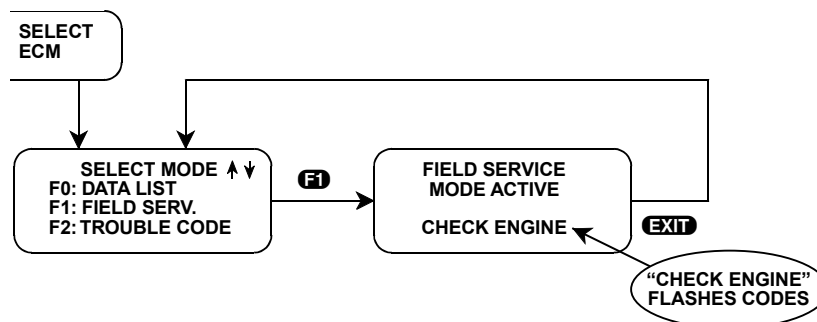 SELECT
ECM
SELECT MODE
F0: DATA LIST
F1: FIELD SERV.
F2: TROUBLE CODE
F1
FIELD SERVICE
MODE ACTIVE
CHECK ENGINE
EXIT
“CHECK ENGINE”
FLASHES CODES